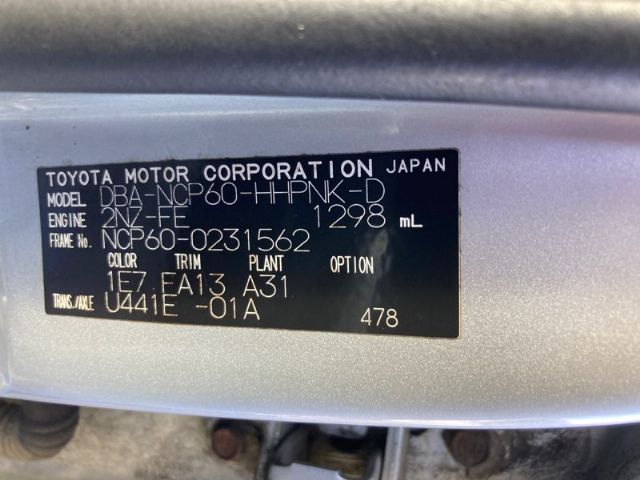 TOYOTA MOTOR CORPORATION JAPAN
MODEL DBA-NCP60-HHPNK-D
ENGINE 2NZ-FE 1298 mL
FRAME No. NCP60-0231562
COLOR TRIM PLANT OPTION
1E7 FA13 A31
TRANS./AXLE U441E -01A
478